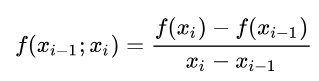 f(x_{i-1}; x_i) = \frac{f(x_i) - f(x_{i-1})}{x_i - x_{i-1}}